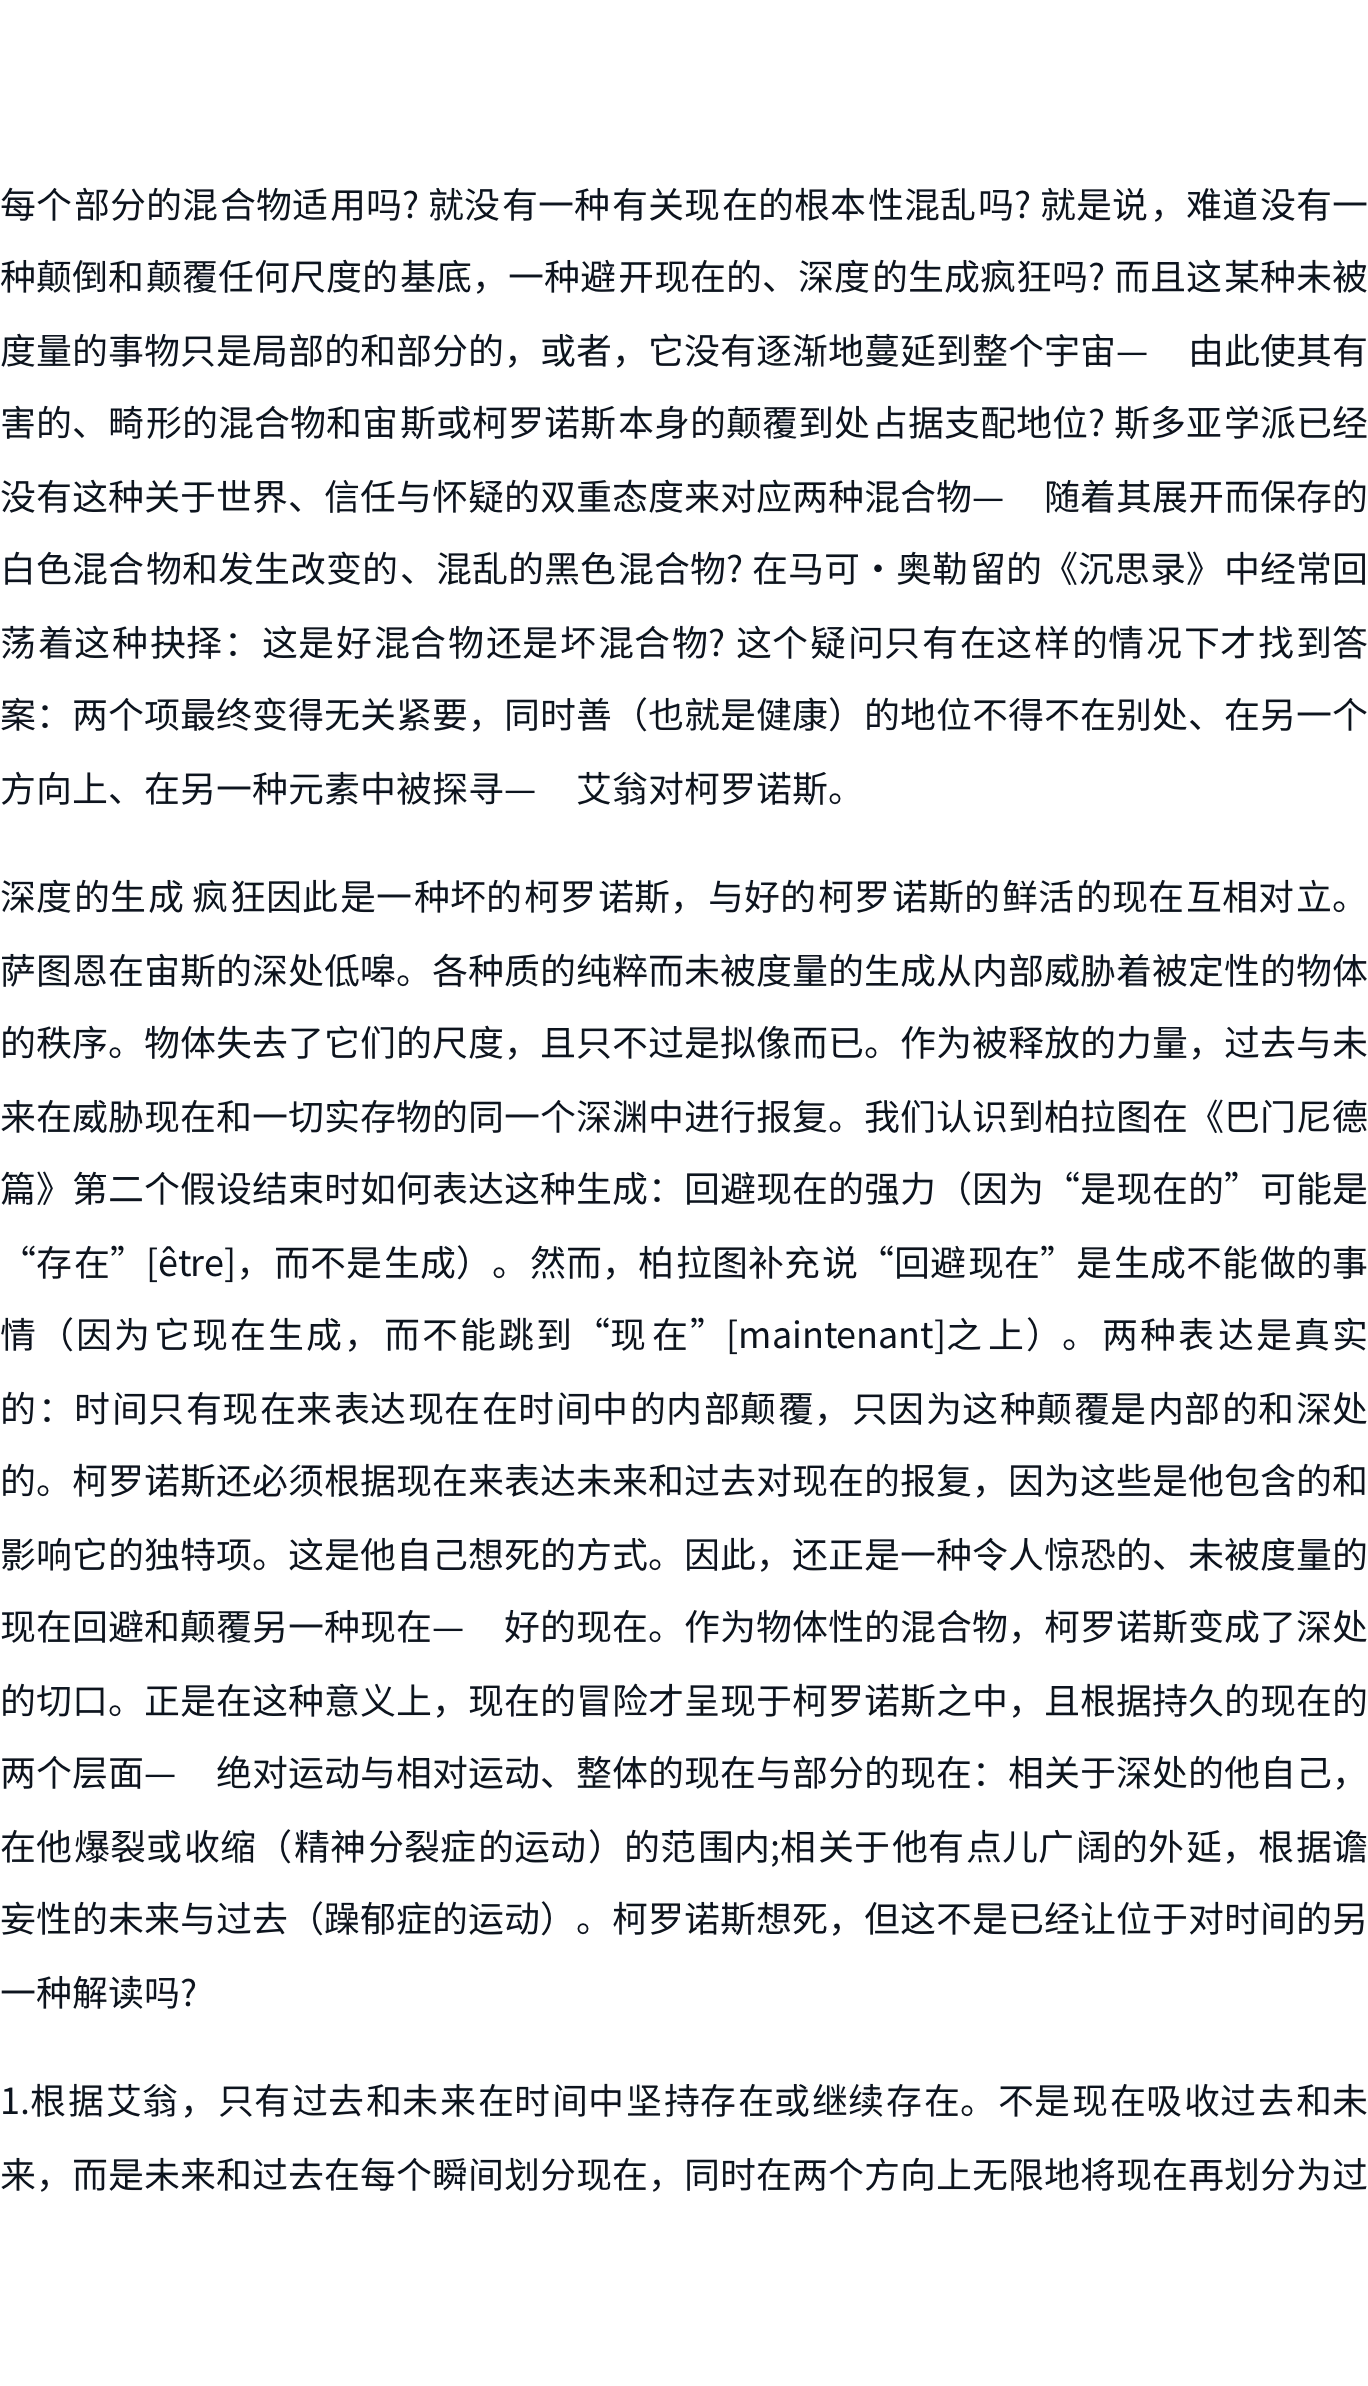 每个部分的混合物适用吗? 就没有一种有关现在的根本性混乱吗? 就是说，难道没有一
种颠倒和颠覆任何尺度的基底，一种避开现在的、深度的生成疯狂吗? 而且这某种未被
度量的事物只是局部的和部分的，或者，它没有逐渐地蔓延到整个宇宙—　由此使其有
害的、畸形的混合物和宙斯或柯罗诺斯本身的颠覆到处占据支配地位? 斯多亚学派已经
没有这种关于世界、信任与怀疑的双重态度来对应两种混合物—　随着其展开而保存的
白色混合物和发生改变的、混乱的黑色混合物? 在马可・奥勒留的《沉思录》中经常回
荡着这种抉择：这是好混合物还是坏混合物? 这个疑问只有在这样的情况下才找到答
案：两个项最终变得无关紧要，同时善（也就是健康）的地位不得不在别处、在另一个
方向上、在另一种元素中被探寻—　艾翁对柯罗诺斯。
深度的生成 疯狂因此是一种坏的柯罗诺斯，与好的柯罗诺斯的鲜活的现在互相对立。
萨图恩在宙斯的深处低嗥。各种质的纯粹而未被度量的生成从内部威胁着被定性的物体
的秩序。物体失去了它们的尺度，且只不过是拟像而已。作为被释放的力量，过去与未
来在威胁现在和一切实存物的同一个深渊中进行报复。我们认识到柏拉图在《巴门尼德
篇》第二个假设结束时如何表达这种生成：回避现在的强力（因为“是现在的”可能是
“存在”[être]，而不是生成）。然而，柏拉图补充说“回避现在”是生成不能做的事
情（因为它现在生成，而不能跳到“现在”[maintenant]之上）。两种表达是真实
的：时间只有现在来表达现在在时间中的内部颠覆，只因为这种颠覆是内部的和深处
的。柯罗诺斯还必须根据现在来表达未来和过去对现在的报复，因为这些是他包含的和
影响它的独特项。这是他自己想死的方式。因此，还正是一种令人惊恐的、未被度量的
现在回避和颠覆另一种现在—　好的现在。作为物体性的混合物，柯罗诺斯变成了深处
的切口。正是在这种意义上，现在的冒险才呈现于柯罗诺斯之中，且根据持久的现在的
两个层面—　绝对运动与相对运动、整体的现在与部分的现在：相关于深处的他自己，
在他爆裂或收缩（精神分裂症的运动）的范围内;相关于他有点儿广阔的外延，根据谵
妄性的未来与过去（躁郁症的运动）。柯罗诺斯想死，但这不是已经让位于对时间的另
一种解读吗?
1.根据艾翁，只有过去和未来在时间中坚持存在或继续存在。不是现在吸收过去和未
来，而是未来和过去在每个瞬间划分现在，同时在两个方向上无限地将现在再划分为过